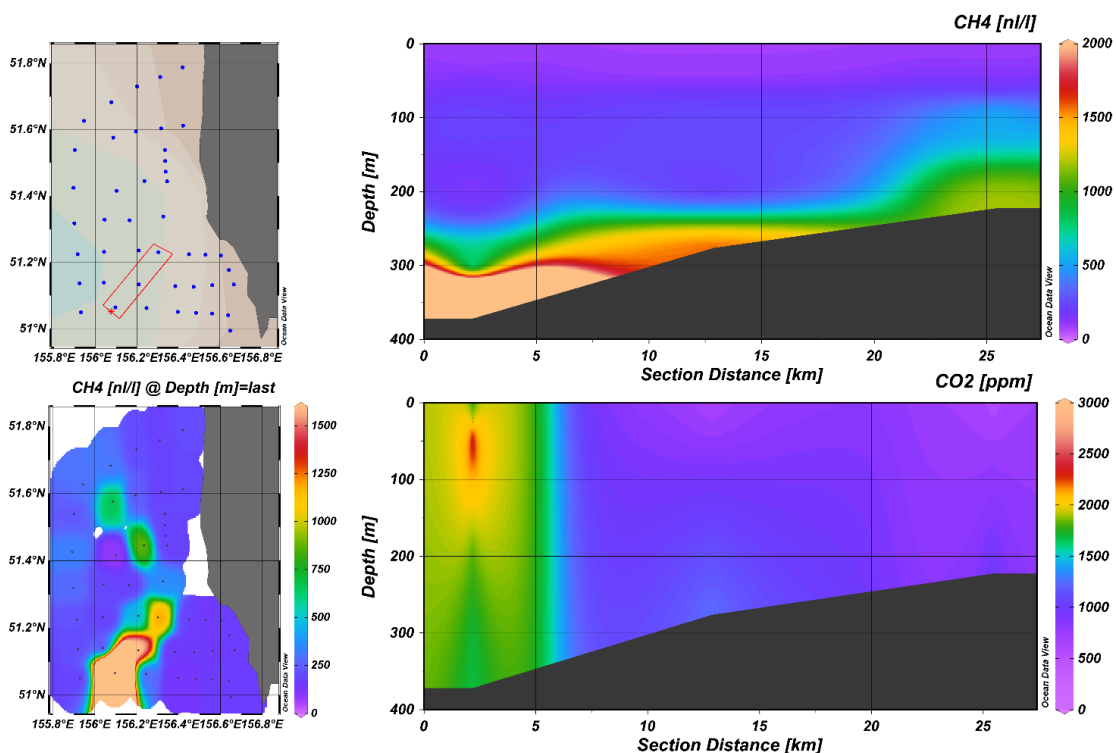 CH4 [nl/l]
51.8°N
51.6°N
51.4°N
51.2°N
51°N
155.8°E 156°E 156.2°E 156.4°E 156.6°E 156.8°E
Ocean Data View
0
100
200
300
400
Depth [m]
0 5 10 15 20 25
Section Distance [km]
Ocean Data View
2000
1500
1000
500
0
CH4 [nl/l] @ Depth [m]=last
51.8°N
51.6°N
51.4°N
51.2°N
51°N
155.8°E 156°E 156.2°E 156.4°E 156.6°E 156.8°E
Ocean Data View
1500
1250
1000
750
500
250
0
CO2 [ppm]
0
100
200
300
400
Depth [m]
0 5 10 15 20 25
Section Distance [km]
Ocean Data View
3000
2500
2000
1500
1000
500
0